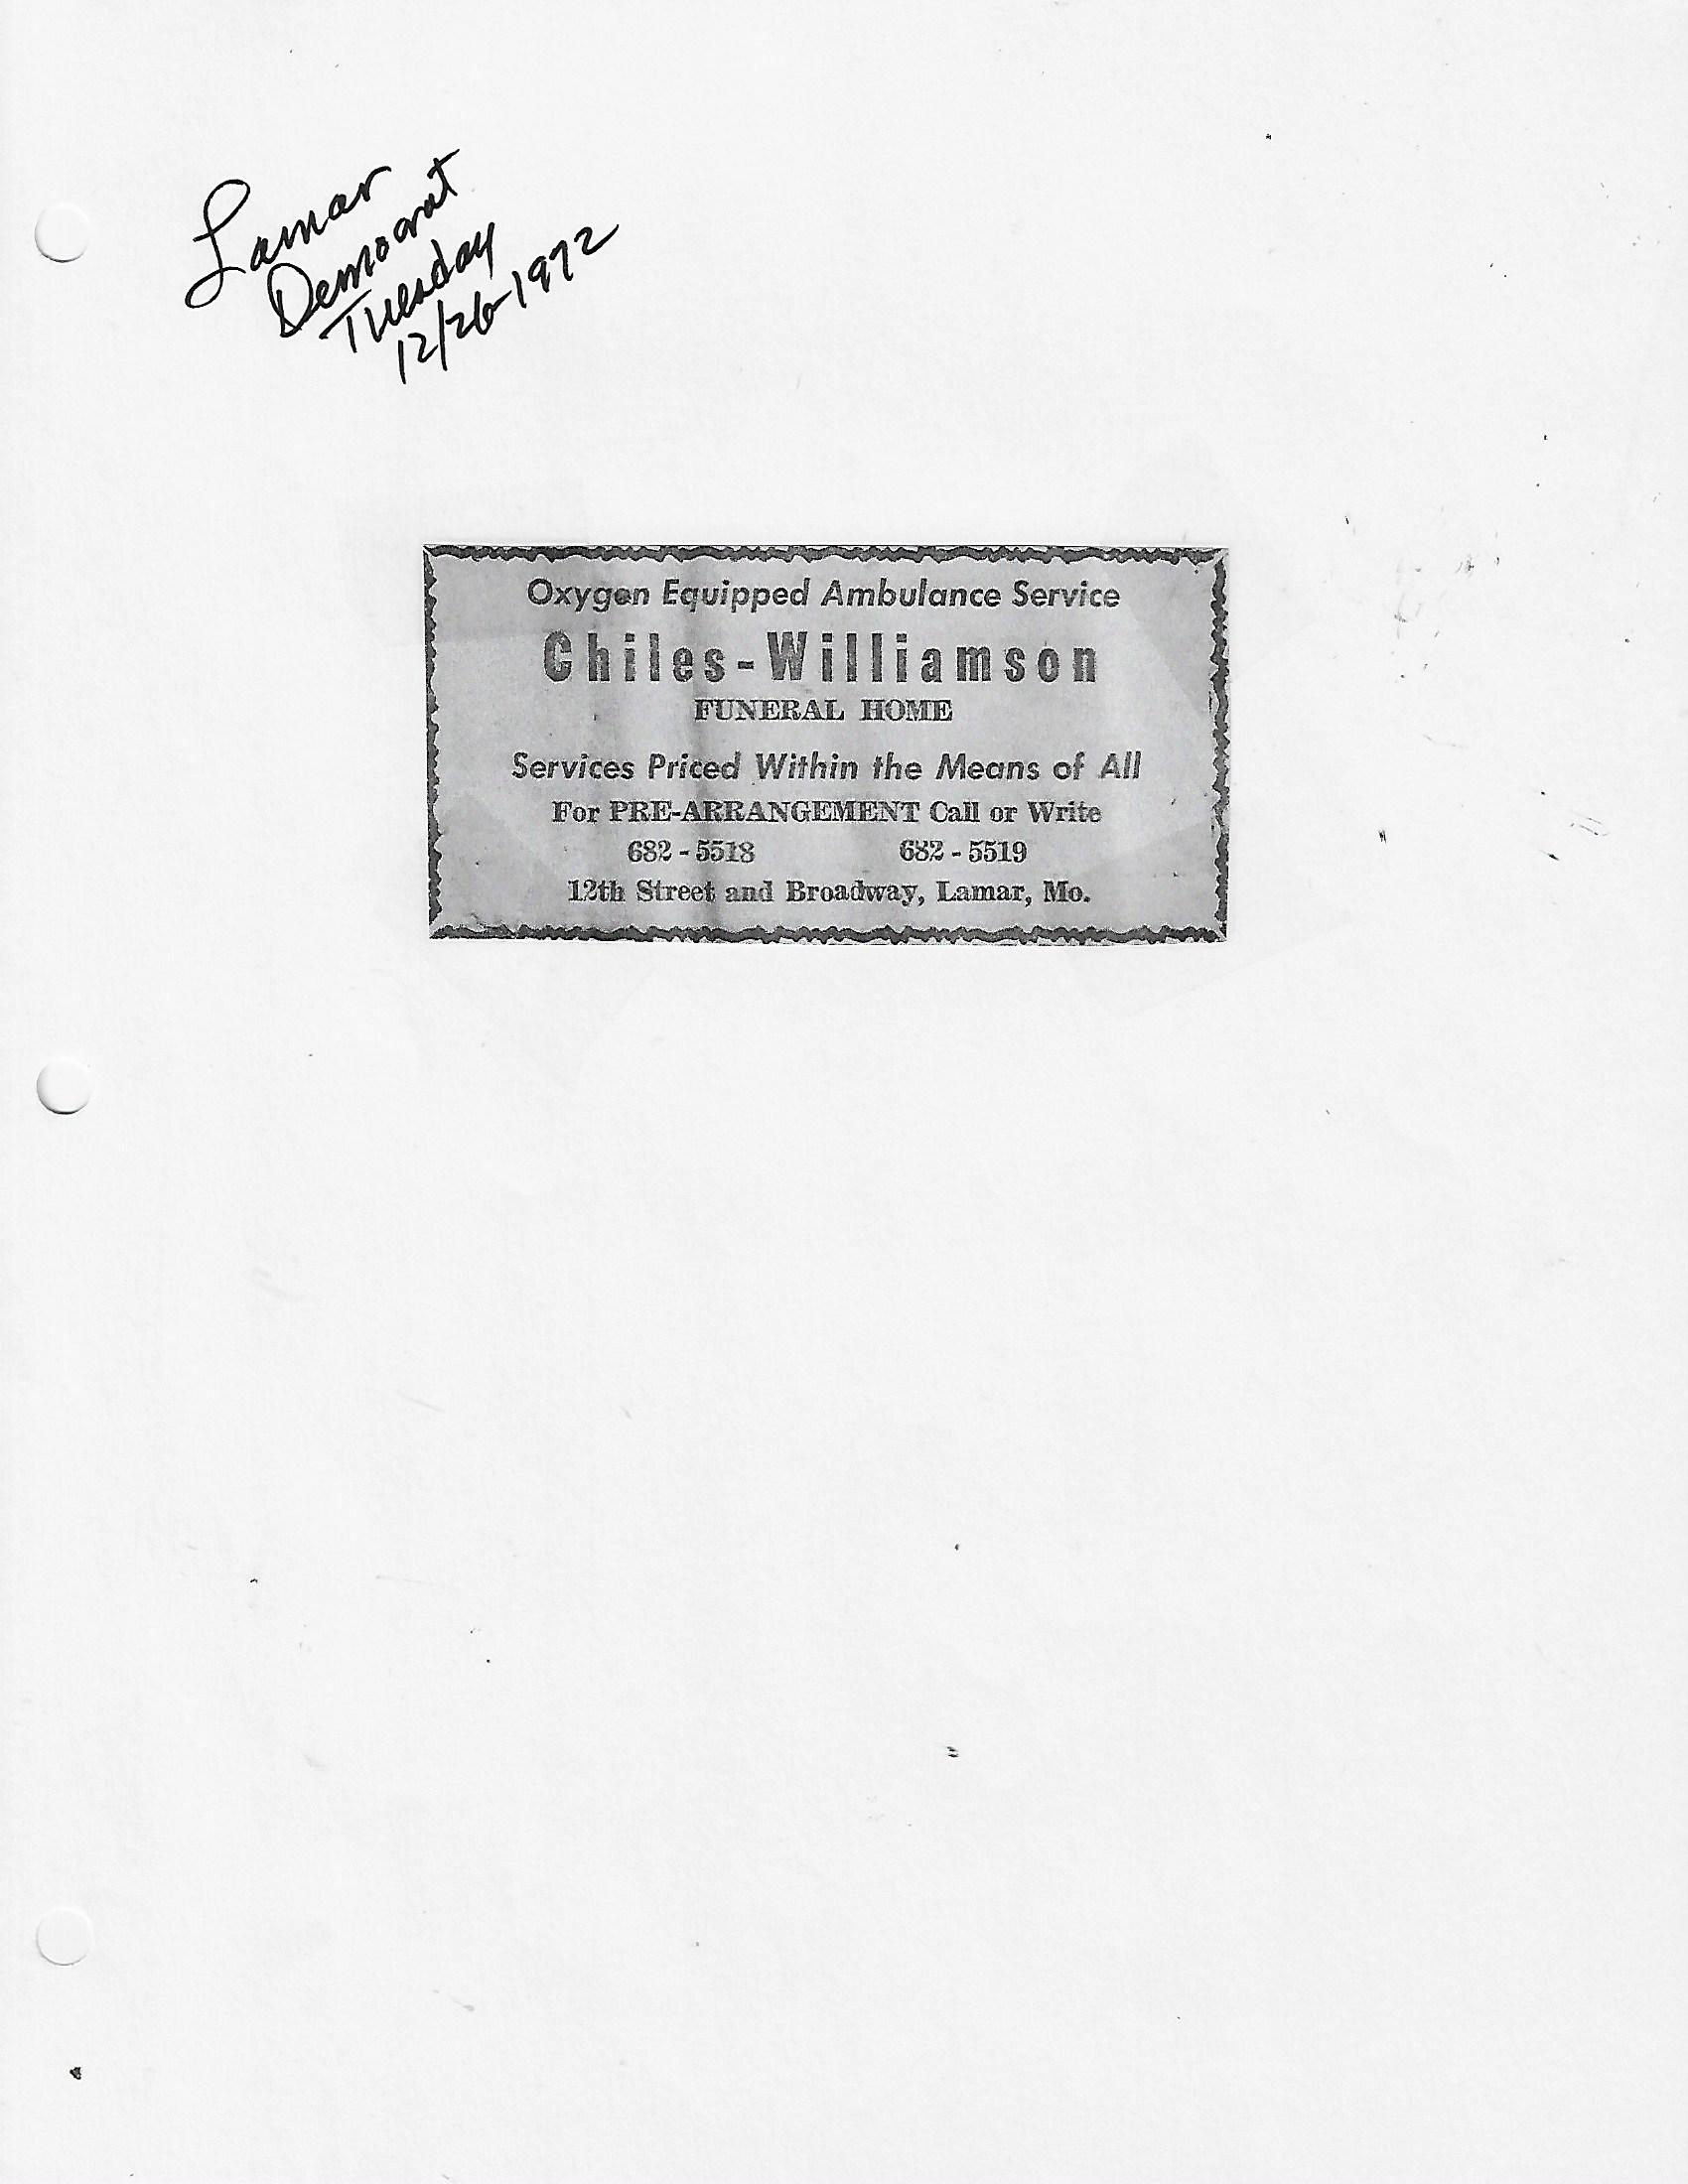 Lamar
Democrat
Tuesday
12/26-1972
Oxygen Equipped Ambulance Service
Chiles-Williamson
FUNERAL HOME
Services Priced Within the Means of All
For PRE-ARRANGEMENT Call or Write
682 - 5518 682 - 5519
12th Street and Broadway, Lamar, Mo.